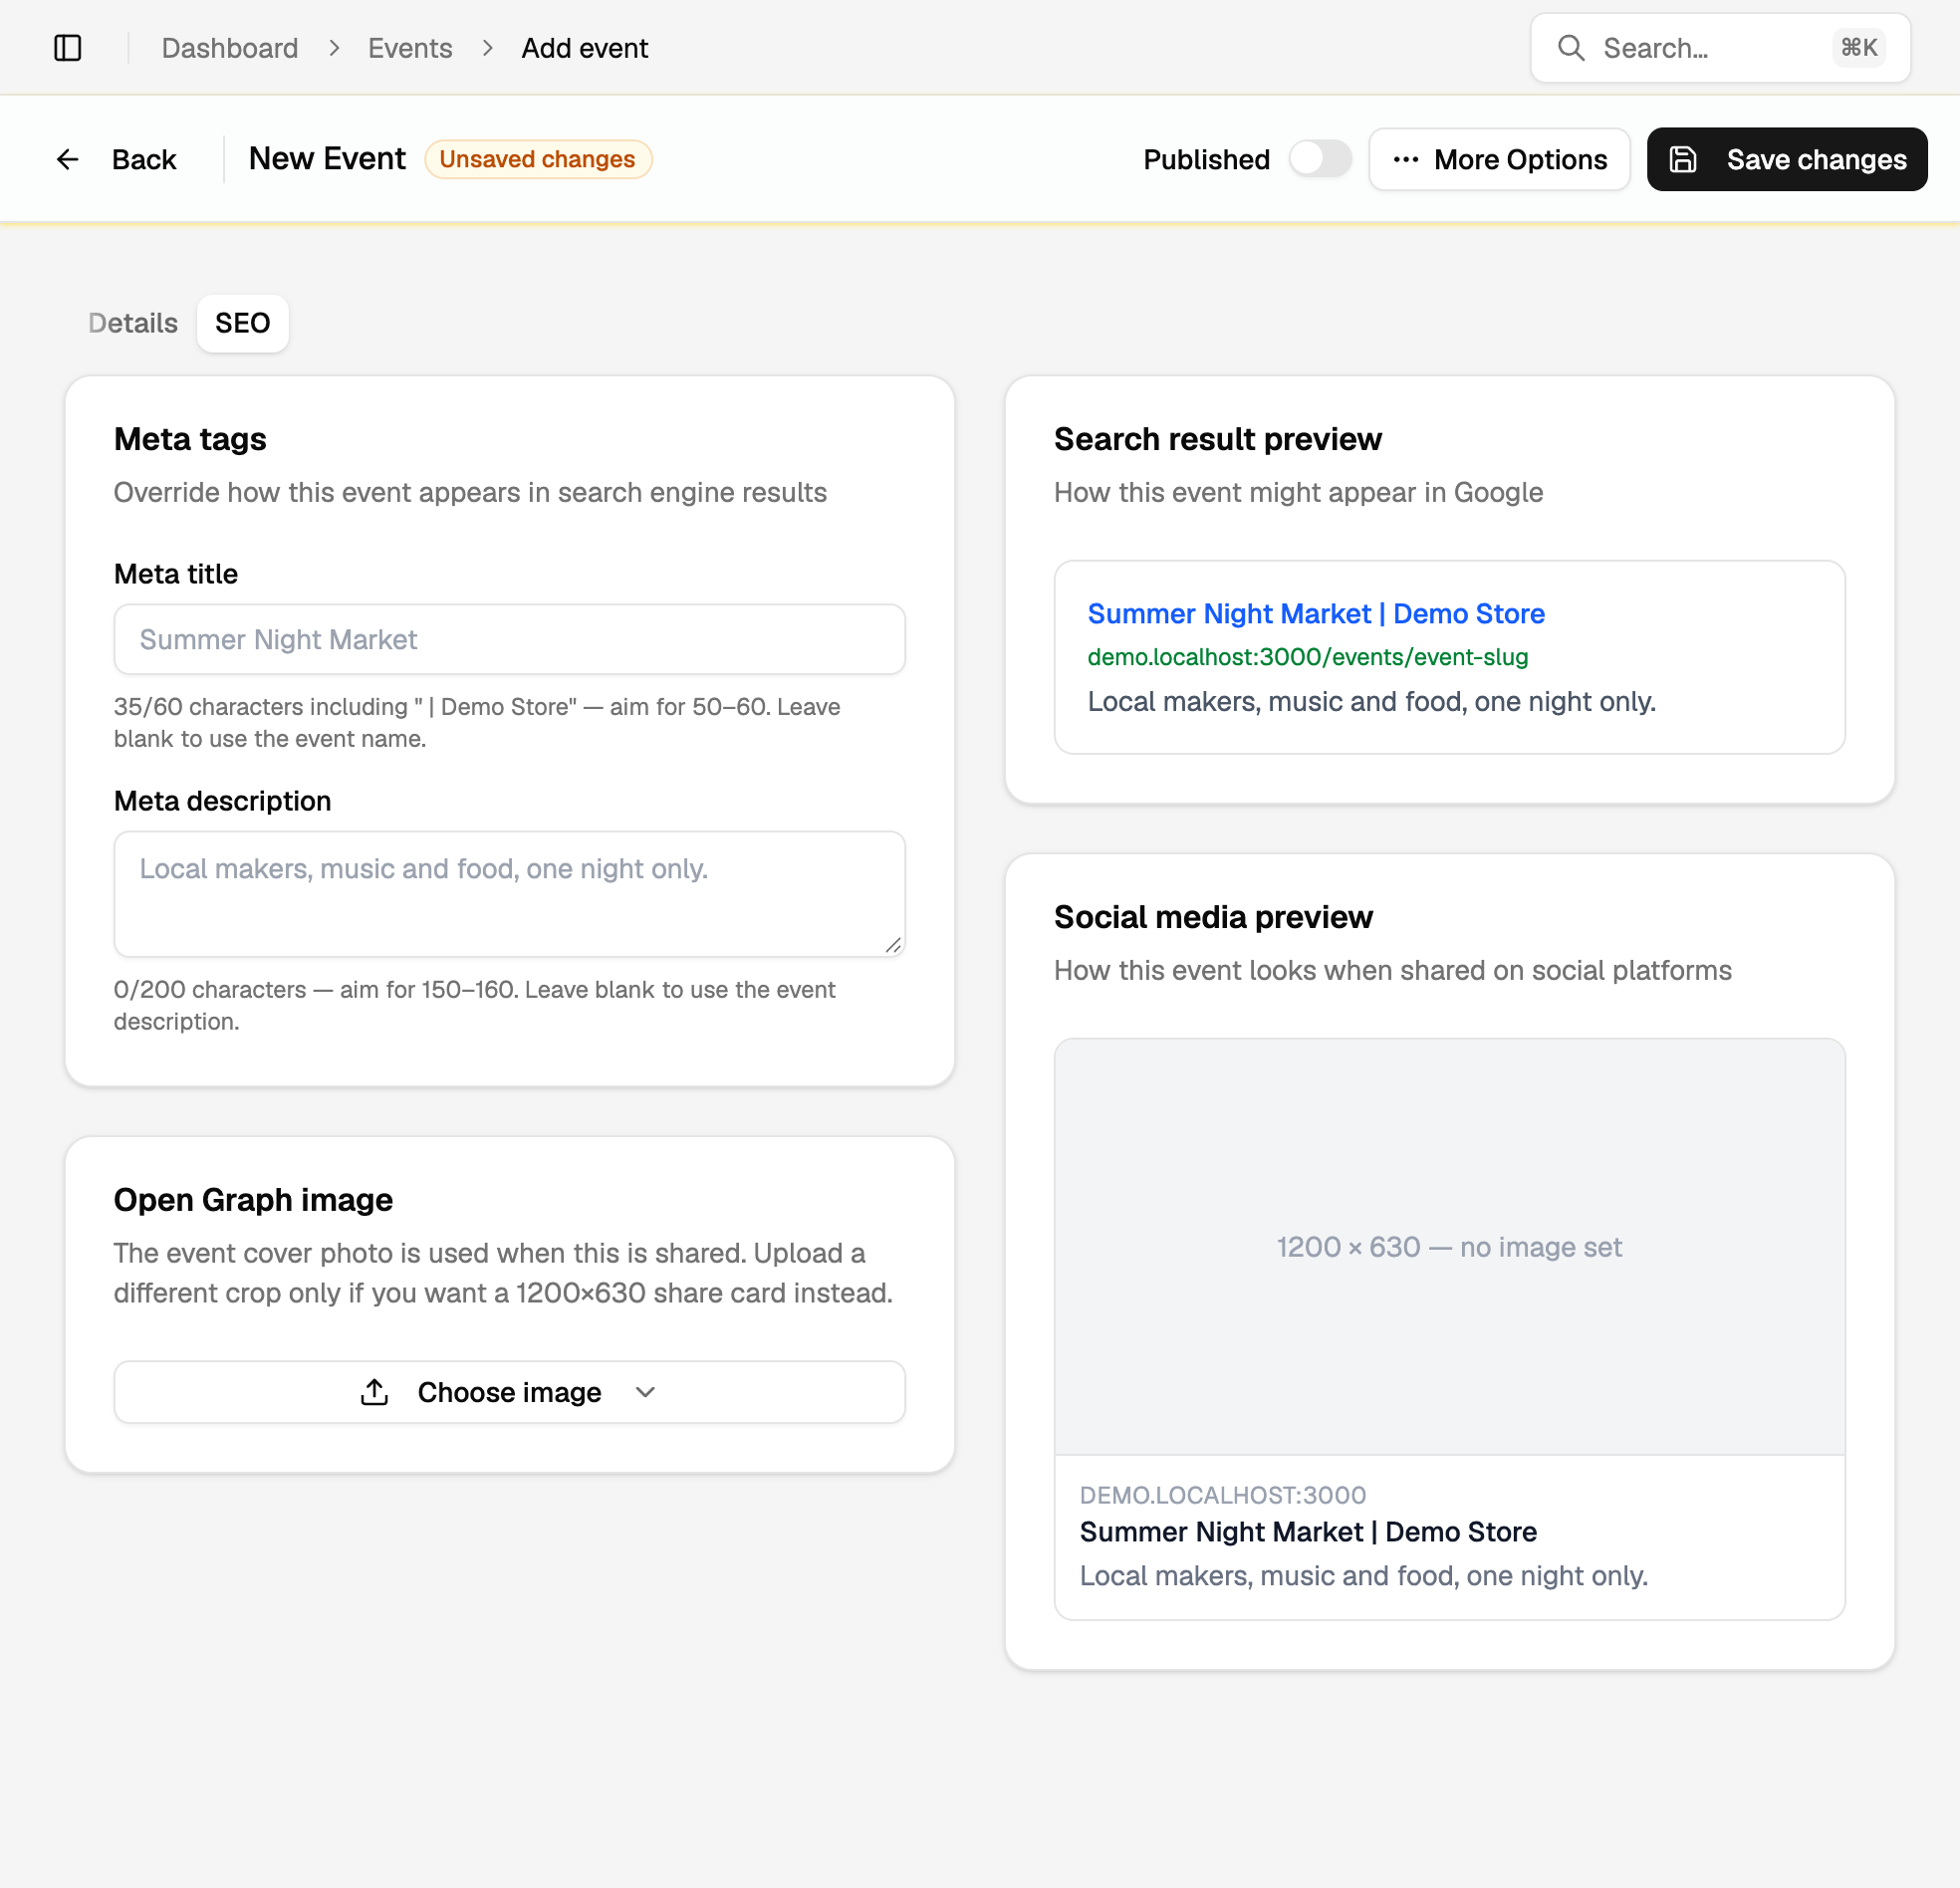 Dashboard > Events > Add event
Search... ⌘K
Back
New Event
Unsaved changes
Published
More Options
Save changes
Details
SEO
Meta tags
Override how this event appears in search engine results
Meta title
Summer Night Market
35/60 characters including " | Demo Store" — aim for 50–60. Leave
blank to use the event name.
Meta description
Local makers, music and food, one night only.
0/200 characters — aim for 150–160. Leave blank to use the event
description.
Open Graph image
The event cover photo is used when this is shared. Upload a
different crop only if you want a 1200×630 share card instead.
Choose image
Search result preview
How this event might appear in Google
Summer Night Market | Demo Store
demo.localhost:3000/events/event-slug
Local makers, music and food, one night only.
Social media preview
How this event looks when shared on social platforms
1200 × 630 — no image set
DEMO.LOCALHOST:3000
Summer Night Market | Demo Store
Local makers, music and food, one night only.